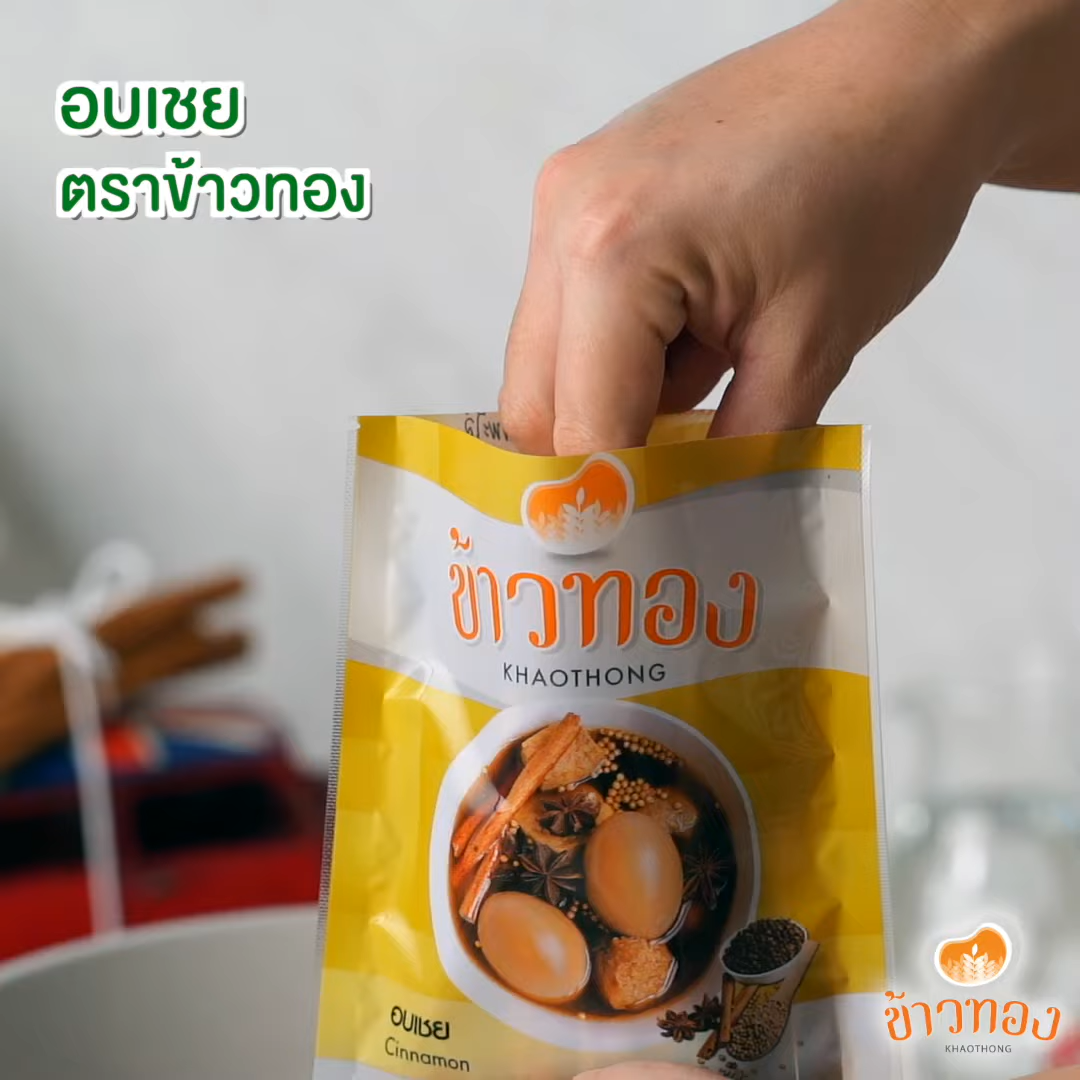 อบเชย
ตราข้าวทอง
ข้าวทอง
KHAOTHONG
อบเชย
Cinnamon
ข้าวทอง
KHAOTHONG